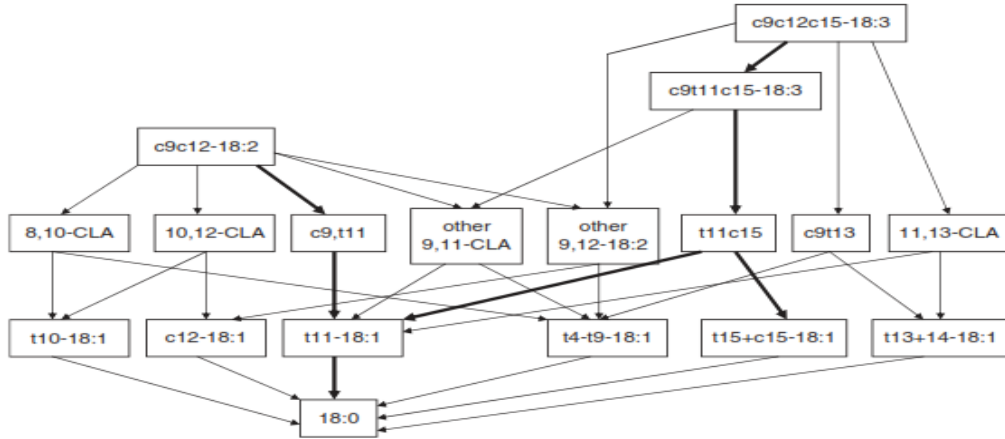 c9c12c15-18:3
c9t11c15-18:3
c9c12-18:2
8,10-CLA
10,12-CLA
c9,t11
other
9,11-CLA
other
9,12-18:2
t11c15
c9t13
11,13-CLA
t10-18:1
c12-18:1
t11-18:1
t4-t9-18:1
t15+c15-18:1
t13+14-18:1
18:0